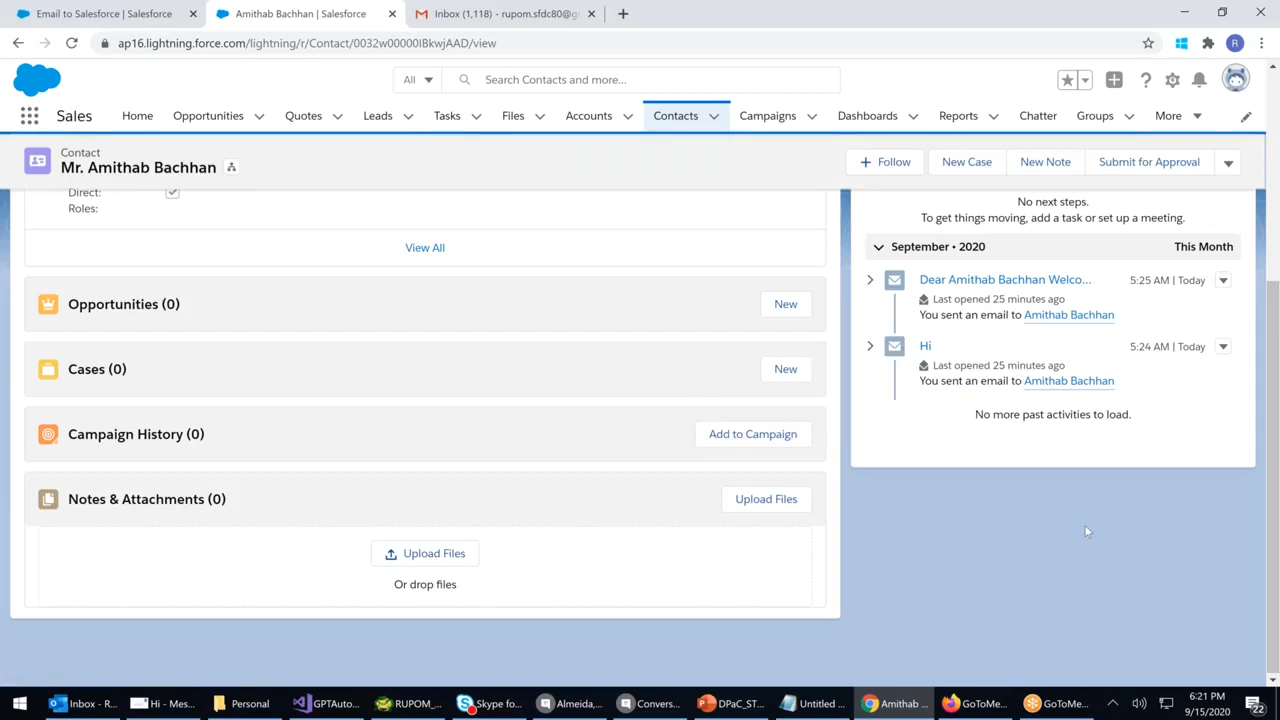 Email to Salesforce | Salesforce
Amithab Bachhan | Salesforce
Inbox (1,118) - rupom.sfdc80@g
ap16.lightning.force.com/lightning/r/Contact/0032w00000IBkwjAAD/view
R
All
Search Contacts and more...
Sales
Home
Opportunities
Quotes
Leads
Tasks
Files
Accounts
Contacts
Campaigns
Dashboards
Reports
Chatter
Groups
More
Contact
Mr. Amithab Bachhan
Follow
New Case
New Note
Submit for Approval
Direct:
Roles:
View All
Opportunities (0)
New
Cases (0)
New
Campaign History (0)
Add to Campaign
Notes & Attachments (0)
Upload Files
Upload Files
Or drop files
No next steps.
To get things moving, add a task or set up a meeting.
September • 2020
This Month
Dear Amithab Bachhan Welco...
5:25 AM | Today
Last opened 25 minutes ago
You sent an email to Amithab Bachhan
Hi
5:24 AM | Today
Last opened 25 minutes ago
You sent an email to Amithab Bachhan
No more past activities to load.
Inbox - R...
Hi - Mes...
Personal
GPTAuto...
RUPOM_...
Skype fo...
Almeida,...
Convers...
DPaC_ST...
Untitled ...
Amithab ...
GoToMe...
GoToMe...
6:21 PM
9/15/2020
22